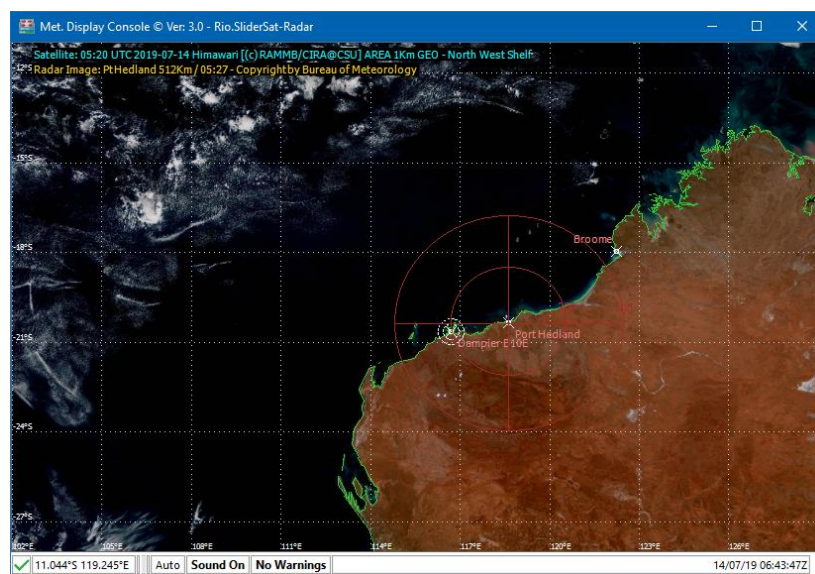 Met. Display Console © Ver: 3.0 - Rio.SliderSat-Radar
Satellite: 05:20 UTC 2019-07-14 Himawari [(c) RAMMB/CIRA@CSU] AREA 1Km GEO - North West Shelf
Radar Image: PtHedland 512Km / 05:27 - Copyright by Bureau of Meteorology
12°S
15°S
18°S
Broome
21°S
Port Hedland
Dampier E10E
24°S
27°S
102°E 105°E 108°E 111°E 114°E 117°E 120°E 123°E 126°E
11.044°S 119.245°E Auto Sound On No Warnings 14/07/19 06:43:47Z